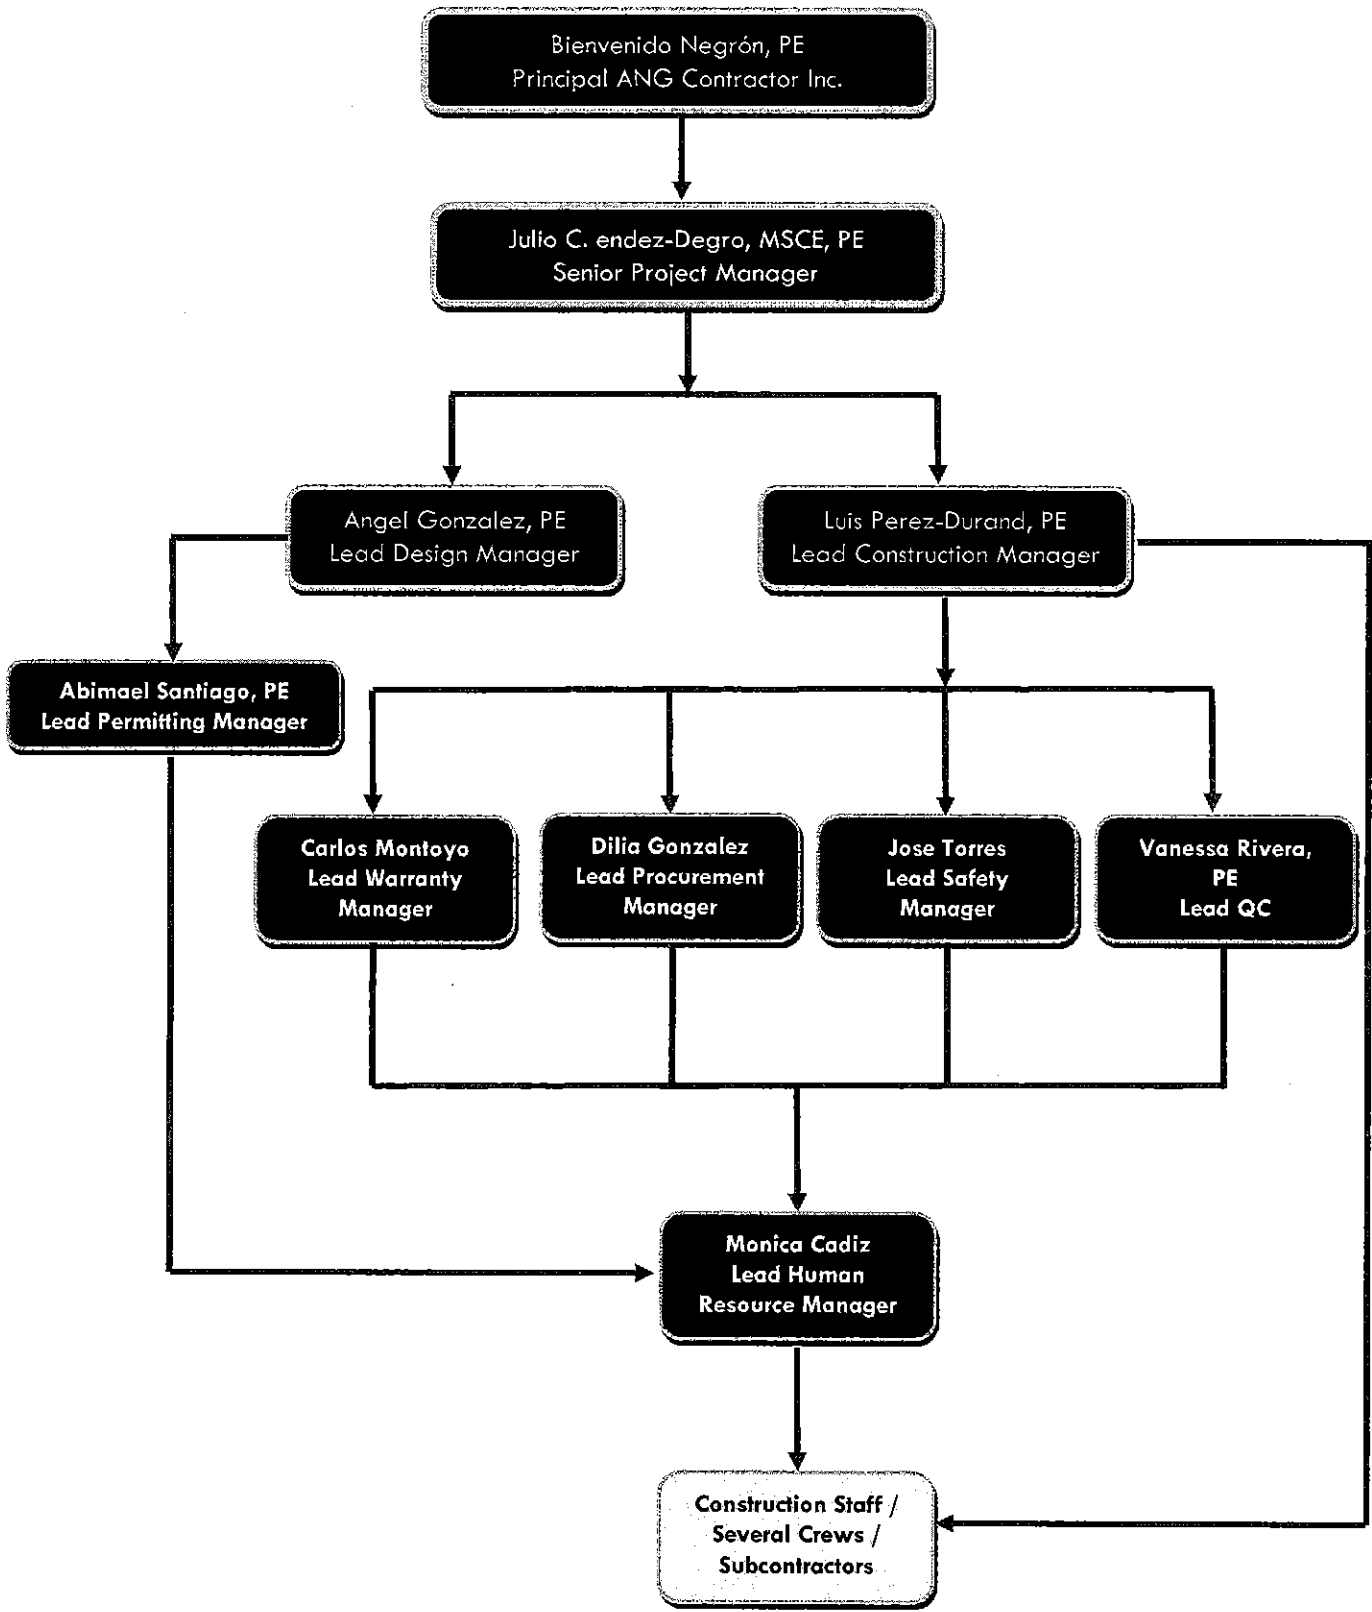 Bienvenido Negrón, PE
Principal ANG Contractor Inc.
Julio C. endez-Degro, MSCE, PE
Senior Project Manager
Angel Gonzalez, PE
Lead Design Manager
Luis Perez-Durand, PE
Lead Construction Manager
Abimael Santiago, PE
Lead Permitting Manager
Carlos Montoyo
Lead Warranty
Manager
Dilia Gonzalez
Lead Procurement
Manager
Jose Torres
Lead Safety
Manager
Vanessa Rivera,
PE
Lead QC
Monica Cadiz
Lead Human
Resource Manager
Construction Staff /
Several Crews /
Subcontractors